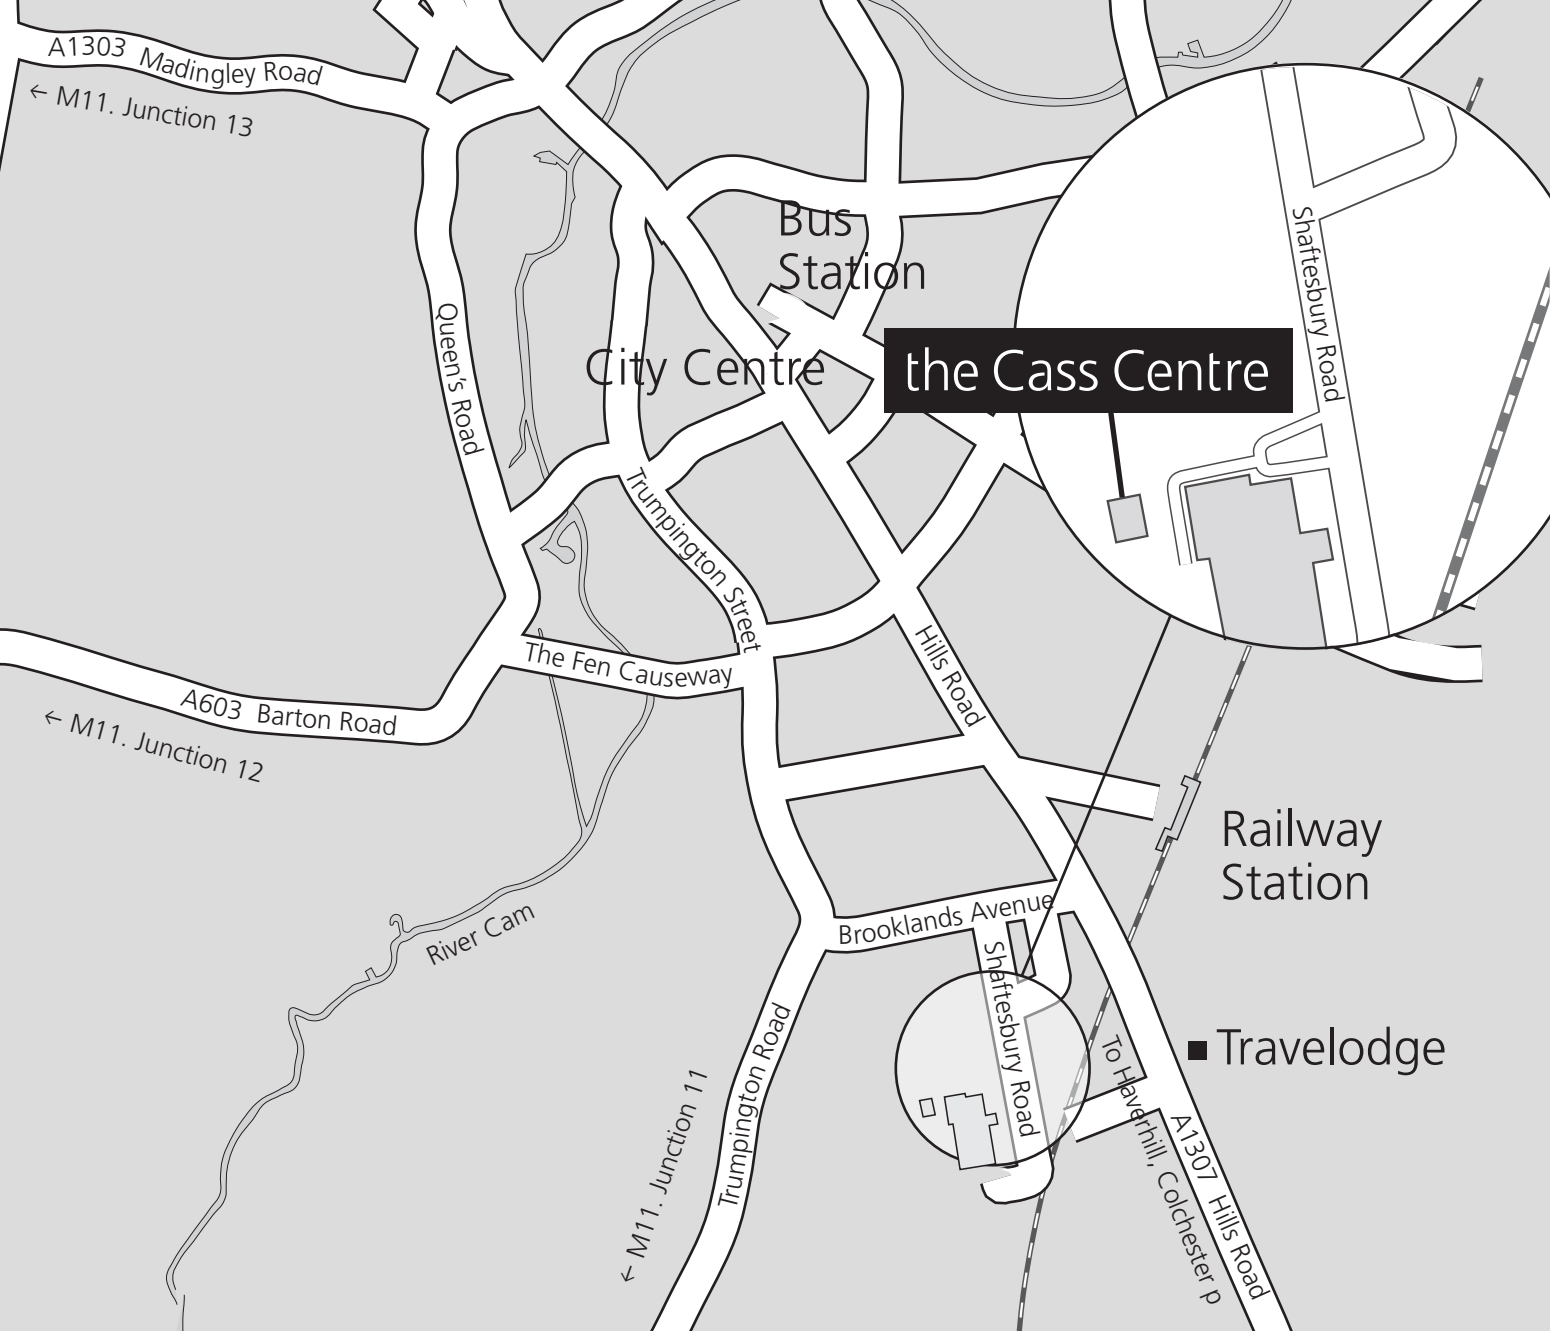 A1303 Madingley Road
← M11. Junction 13
Bus
Station
Shaftesbury Road
Queen's Road
City Centre
the Cass Centre
Trumpington Street
Hills Road
The Fen Causeway
A603 Barton Road
← M11. Junction 12
Railway
Station
Brooklands Avenue
River Cam
Shaftesbury Road
Travelodge
Trumpington Road
← M11. Junction 11
To Haverhill, Colchester p
A1307 Hills Road